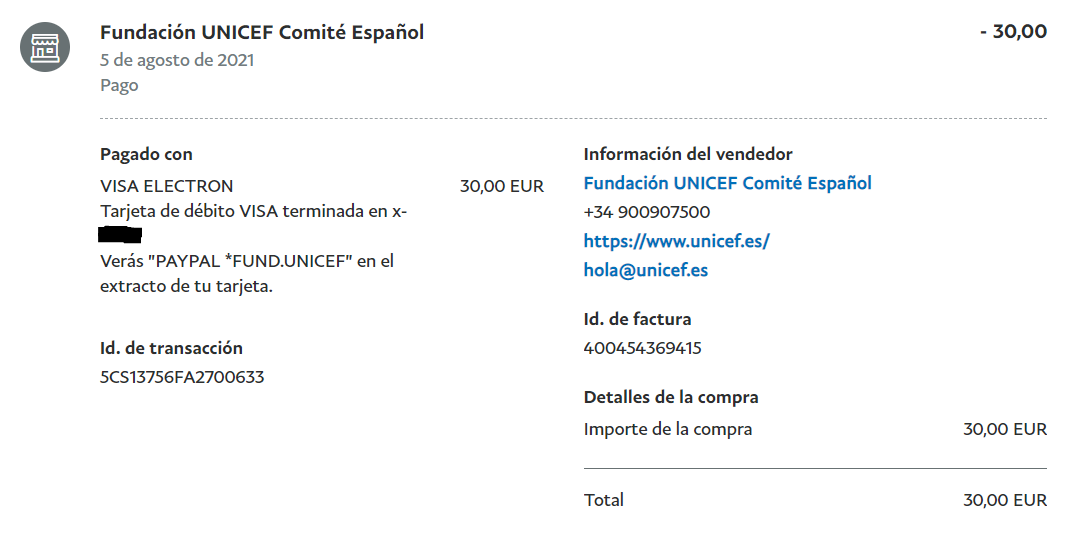 Fundación UNICEF Comité Español
- 30,00
5 de agosto de 2021
Pago
Pagado con
VISA ELECTRON 30,00 EUR
Tarjeta de débito VISA terminada en x-
Verás "PAYPAL *FUND.UNICEF" en el
extracto de tu tarjeta.
Id. de transacción
5CS13756FA2700633
Información del vendedor
Fundación UNICEF Comité Español
+34 900907500
https://www.unicef.es/
hola@unicef.es
Id. de factura
400454369415
Detalles de la compra
Importe de la compra 30,00 EUR
Total 30,00 EUR